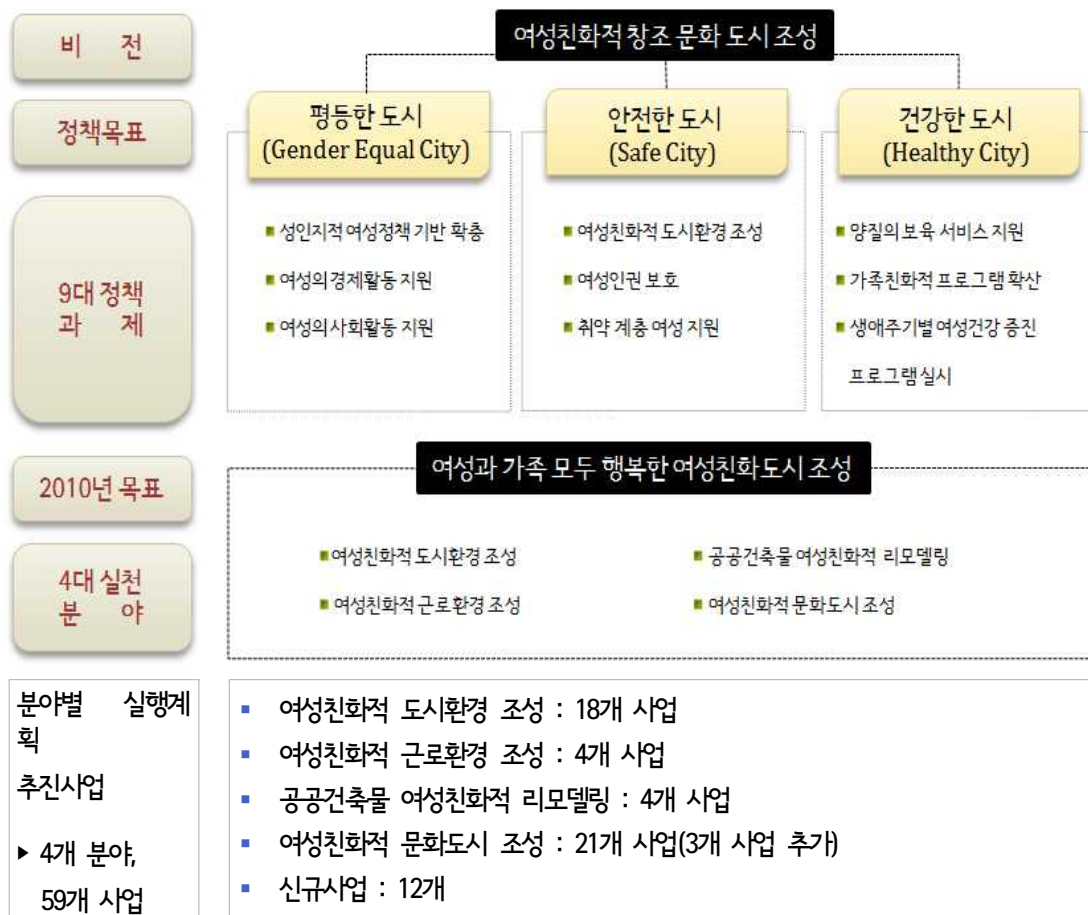 비 전
여성친화적 창조 문화 도시 조성
정책목표
평등한 도시
(Gender Equal City)
안전한 도시
(Safe City)
건강한 도시
(Healthy City)
9대 정책
과 제
■ 성인지적 여성정책 기반 확충
■ 여성의 경제활동 지원
■ 여성의 사회활동 지원
■ 여성친화적 도시환경 조성
■ 여성인권 보호
■ 취약 계층 여성 지원
■ 양질의 보육 서비스 지원
■ 가족친화적 프로그램 확산
■ 생애주기별 여성건강 증진
프로그램 실시
2010년 목표
여성과 가족 모두 행복한 여성친화 도시 조성
4대 실천
분 야
■ 여성친화적 도시환경 조성
■ 공공건축물 여성친화적 리모델링
■ 여성친화적 근로환경 조성
■ 여성친화적 문화도시 조성
분야별 실행계
획
추진사업
▶ 4개 분야,
59개 사업
▪ 여성친화적 도시환경 조성 : 18개 사업
▪ 여성친화적 근로환경 조성 : 4개 사업
▪ 공공건축물 여성친화적 리모델링 : 4개 사업
▪ 여성친화적 문화도시 조성 : 21개 사업(3개 사업 추가)
▪ 신규사업 : 12개